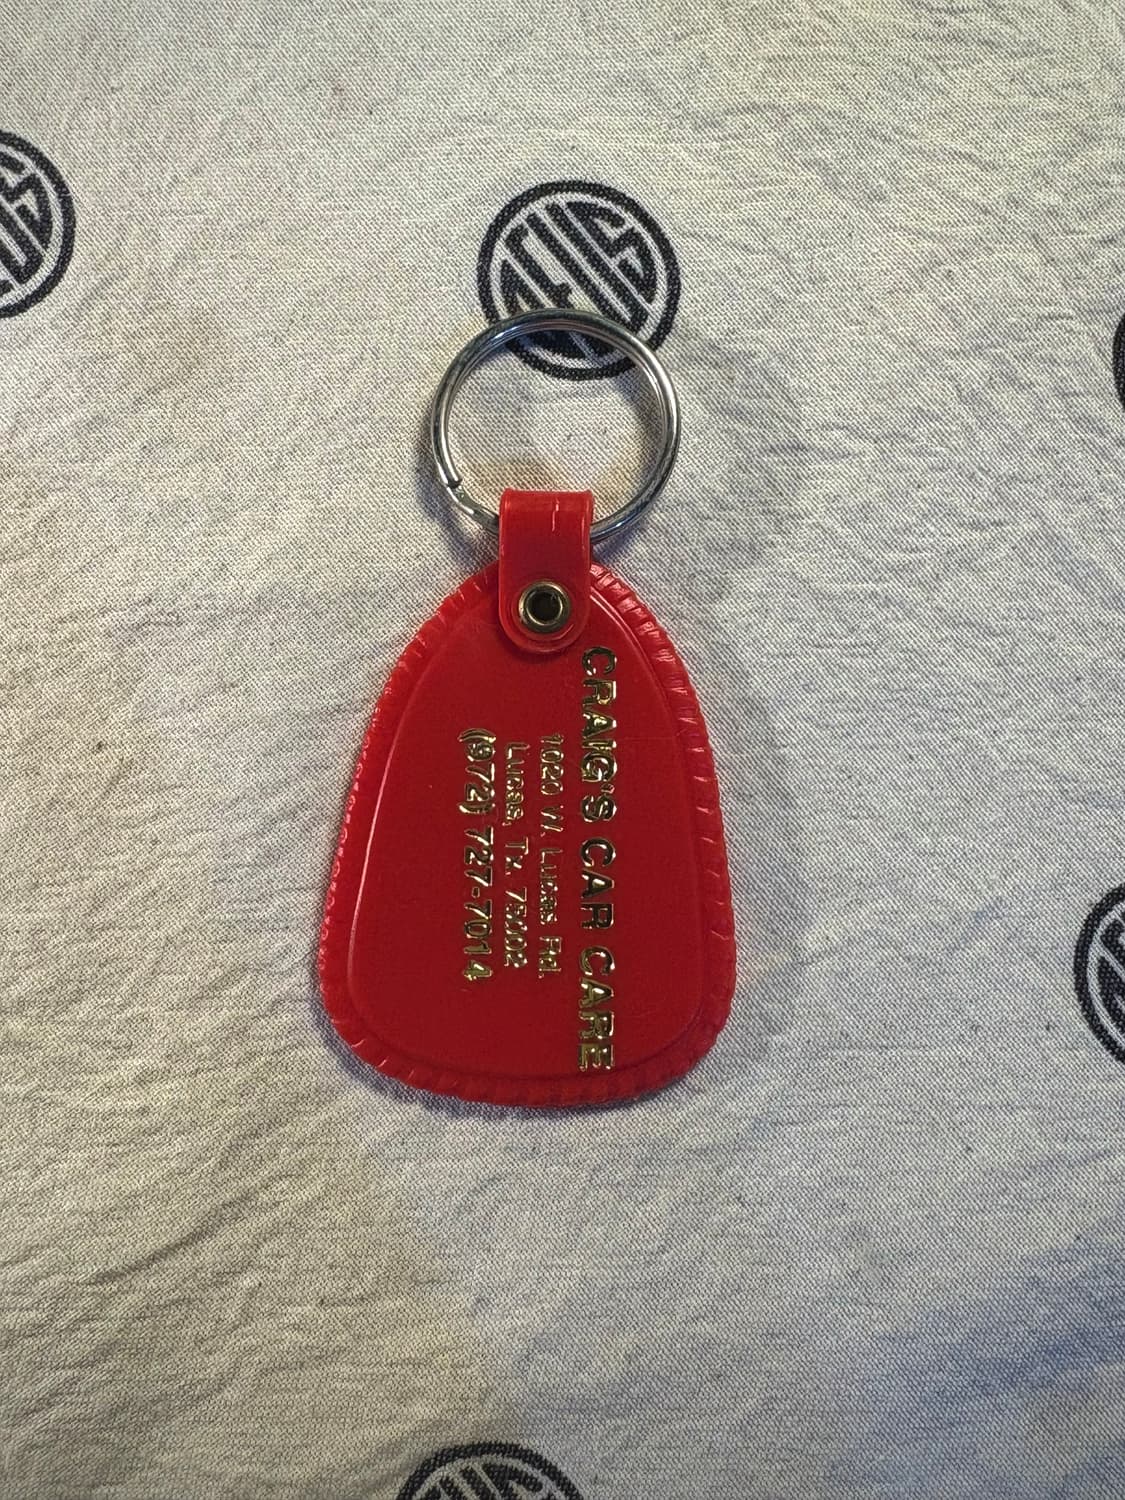 CRAIG'S CAR CARE
1020 W. Lucas Rd.
Lucas, Tx. 75002
(972) 727-7014